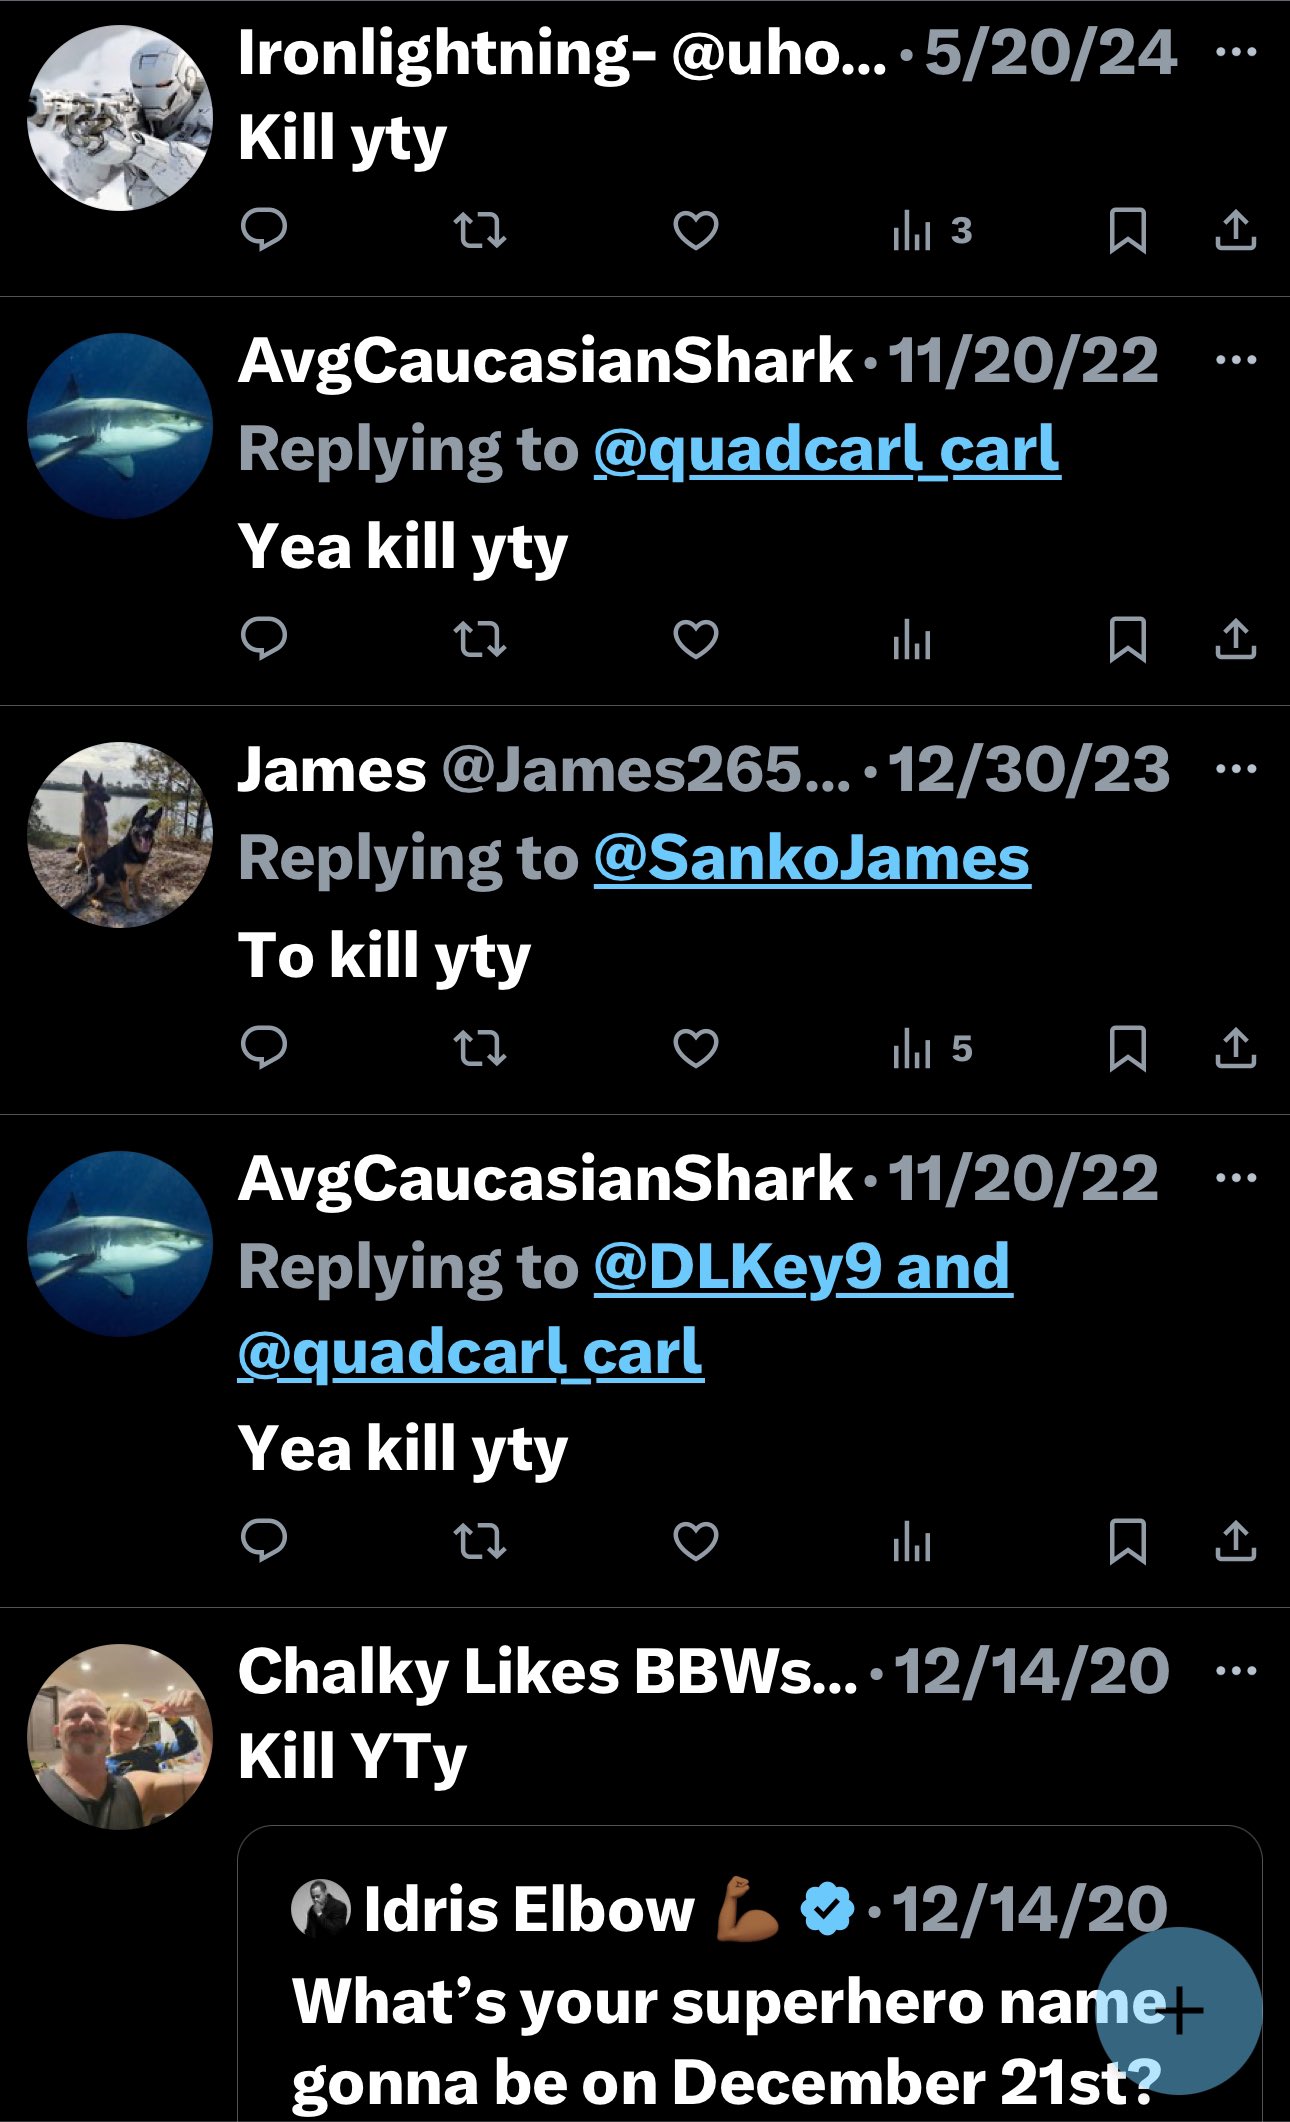 Ironlightning- @uho... · 5/20/24
Kill yty
3
AvgCaucasianShark · 11/20/22
Replying to @quadcarl_carl
Yea kill yty
James @James265... · 12/30/23
Replying to @SankoJames
To kill yty
5
AvgCaucasianShark · 11/20/22
Replying to @DLKey9 and
@quadcarl_carl
Yea kill yty
Chalky Likes BBWs... · 12/14/20
Kill YTy
Idris Elbow 💪🏾 · 12/14/20
What’s your superhero name
gonna be on December 21st?